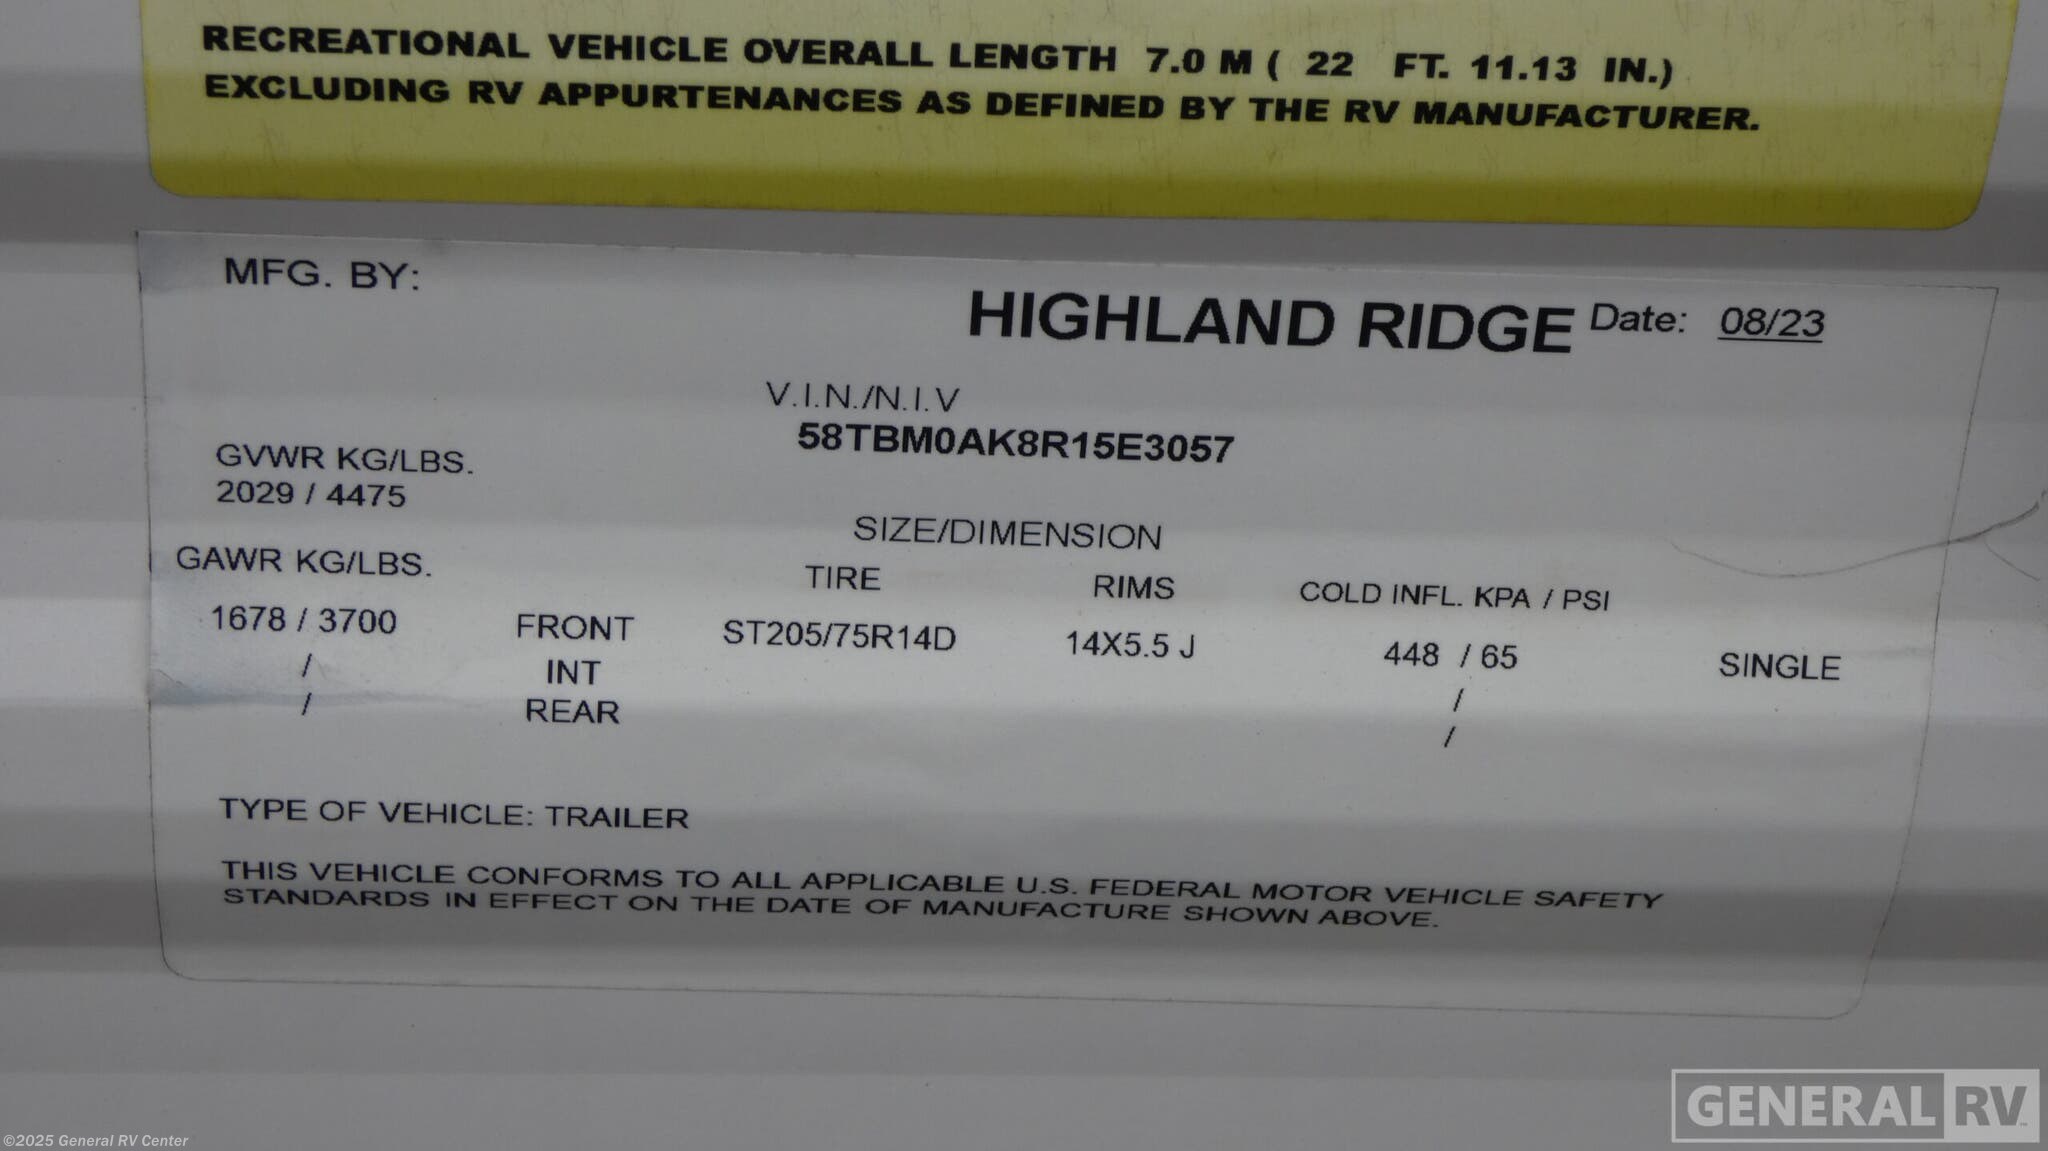 RECREATIONAL VEHICLE OVERALL LENGTH 7.0 M ( 22 FT. 11.13 IN.)
EXCLUDING RV APPURTENANCES AS DEFINED BY THE RV MANUFACTURER.
MFG. BY:
HIGHLAND RIDGE Date: 08/23
V.I.N./N.I.V
58TBM0AK8R15E3057
GVWR KG/LBS.
2029 / 4475
SIZE/DIMENSION
GAWR KG/LBS. TIRE RIMS COLD INFL. KPA / PSI
1678 / 3700 FRONT ST205/75R14D 14X5.5 J 448 / 65 SINGLE
/ INT /
/ REAR /
TYPE OF VEHICLE: TRAILER
THIS VEHICLE CONFORMS TO ALL APPLICABLE U.S. FEDERAL MOTOR VEHICLE SAFETY
STANDARDS IN EFFECT ON THE DATE OF MANUFACTURE SHOWN ABOVE.
GENERAL RV
©2025 General RV Center